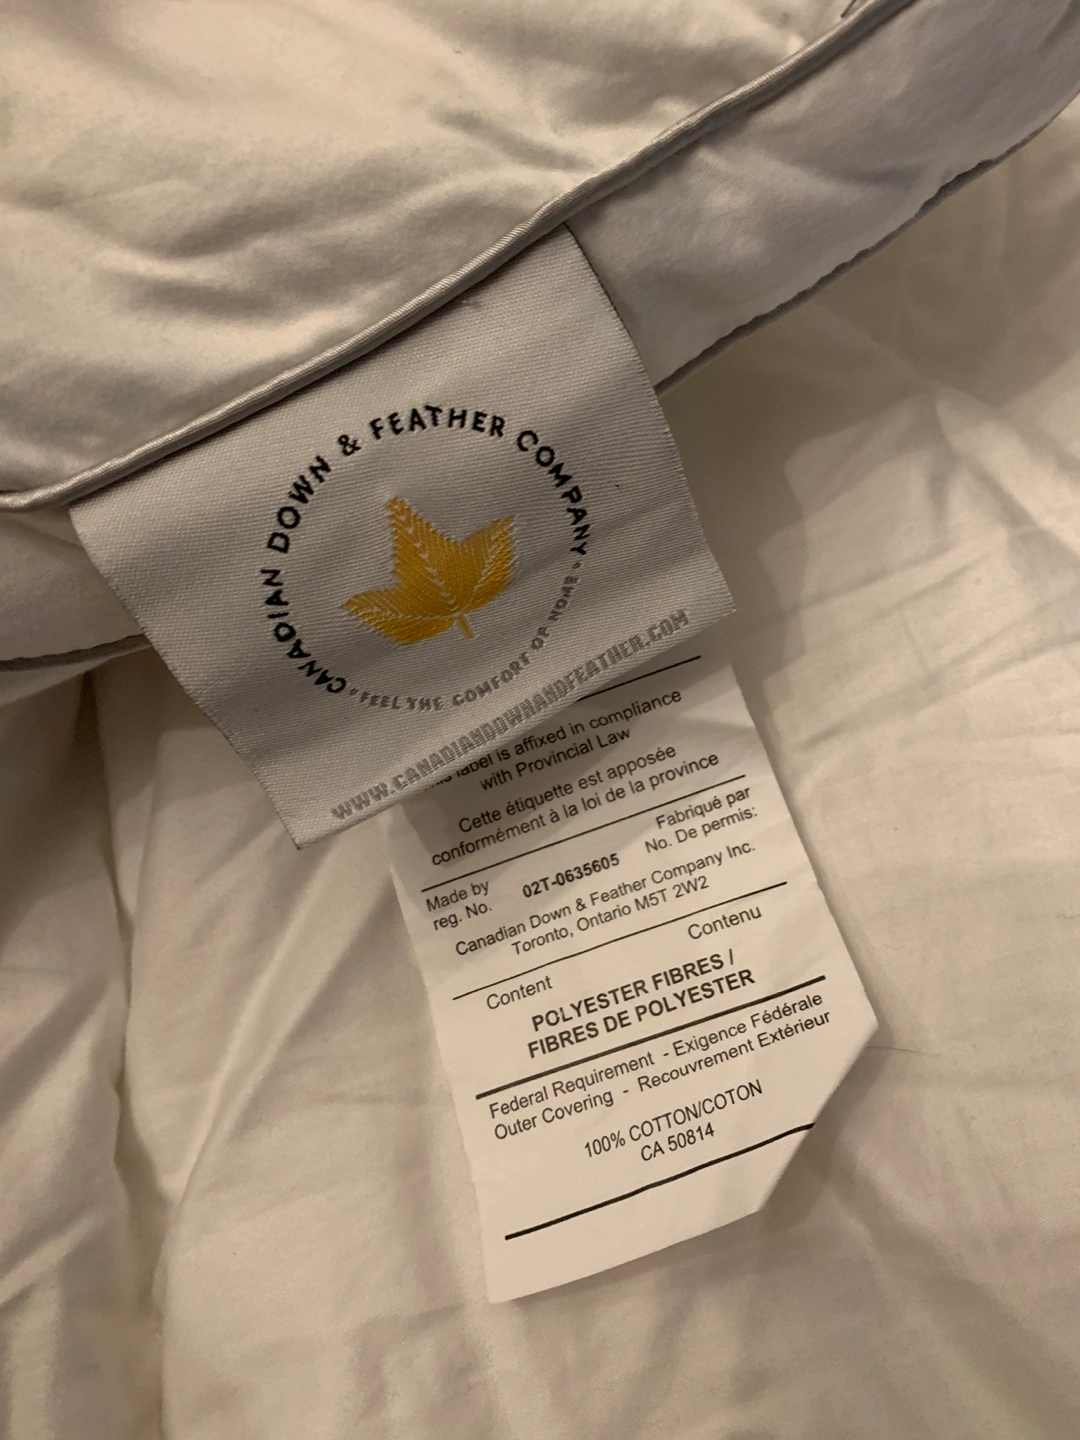 CANADIAN DOWN & FEATHER COMPANY
• FEEL THE COMFORT OF HOME •
WWW.CANADIANDOWNANDFEATHER.COM
label is affixed in compliance
with Provincial Law
Cette étiquette est apposée
conformément à la loi de la province
Made by Fabriqué par
reg. No. 02T-0635605 No. De permis:
Canadian Down & Feather Company Inc.
Toronto, Ontario M5T 2W2
Content Contenu
POLYESTER FIBRES /
FIBRES DE POLYESTER
Federal Requirement - Exigence Fédérale
Outer Covering - Recouvrement Extérieur
100% COTTON/COTON
CA 50814